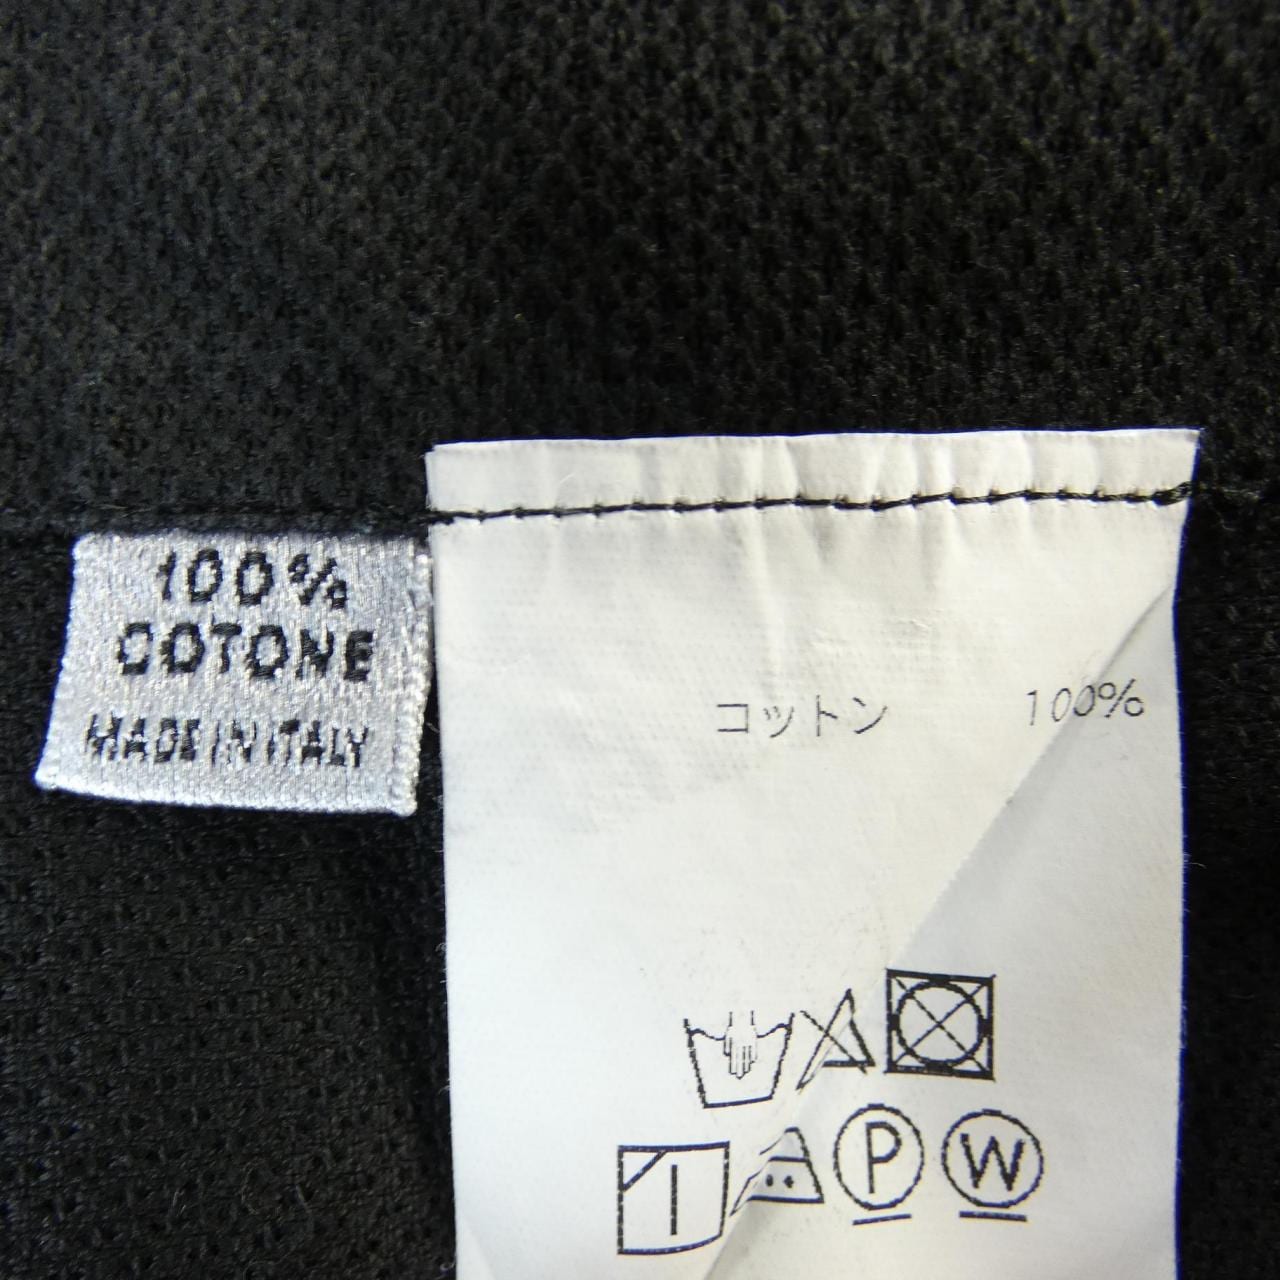 100%
COTONE
MADE IN ITALY
コットン 100%
P W